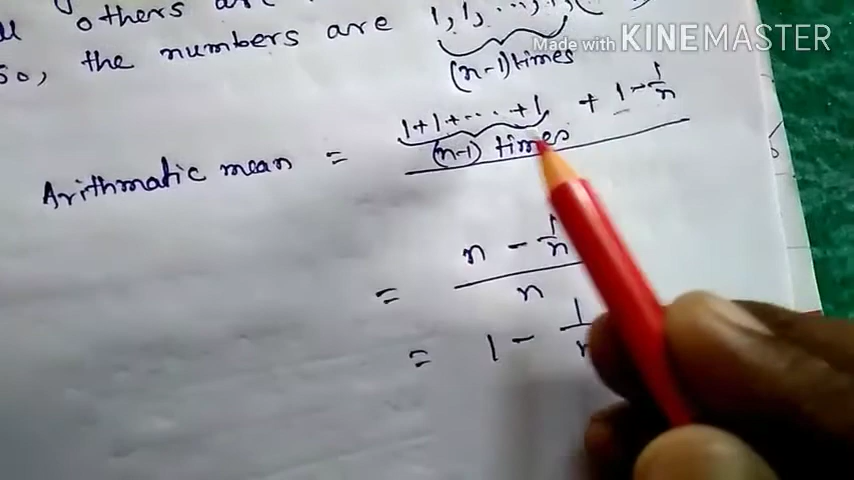 others are
So, the numbers are 1, 1, ..., 1,
(n-1) times
Made with KINEMASTER
1+1+...+1 + 1 - 1/n
(n-1) times
Arithmatic mean =
= n - 1/n
n
= 1 - 1